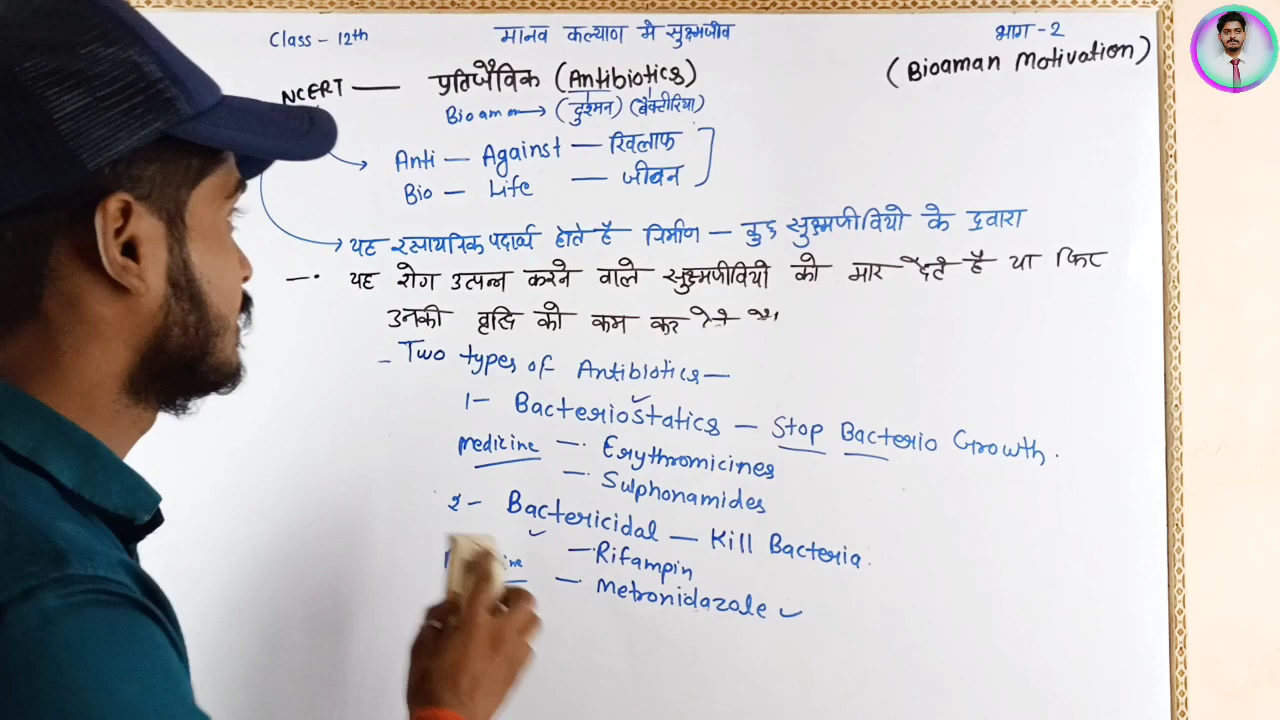 Class - 12th
मानव कल्याण मे सुक्ष्मजीव
भाग - 2
(Bioaman Motivation)
NCERT — प्रतिजैविक (Antibiotics)
Bioaman → (दुश्मन) (बैक्टीरिया)
Anti — Against — खिलाफ
Bio — Life — जीवन
यह रसायनिक पदार्थ होते है निर्माण — कुछ सुक्ष्मजीवियो के द्वारा
—• यह रोग उत्पन्न करने वाले सुक्ष्मजीवियो को मार देते है या फिर
उनकी वृद्धि को कम कर
- Two types of Antibiotics —
1- Bacteriostatics — Stop Bacterio Growth.
medicine —• Erythromicines
—• Sulphonamides
2- Bactericidal — Kill Bacteria.
— Rifampin
— Metronidazole ✓